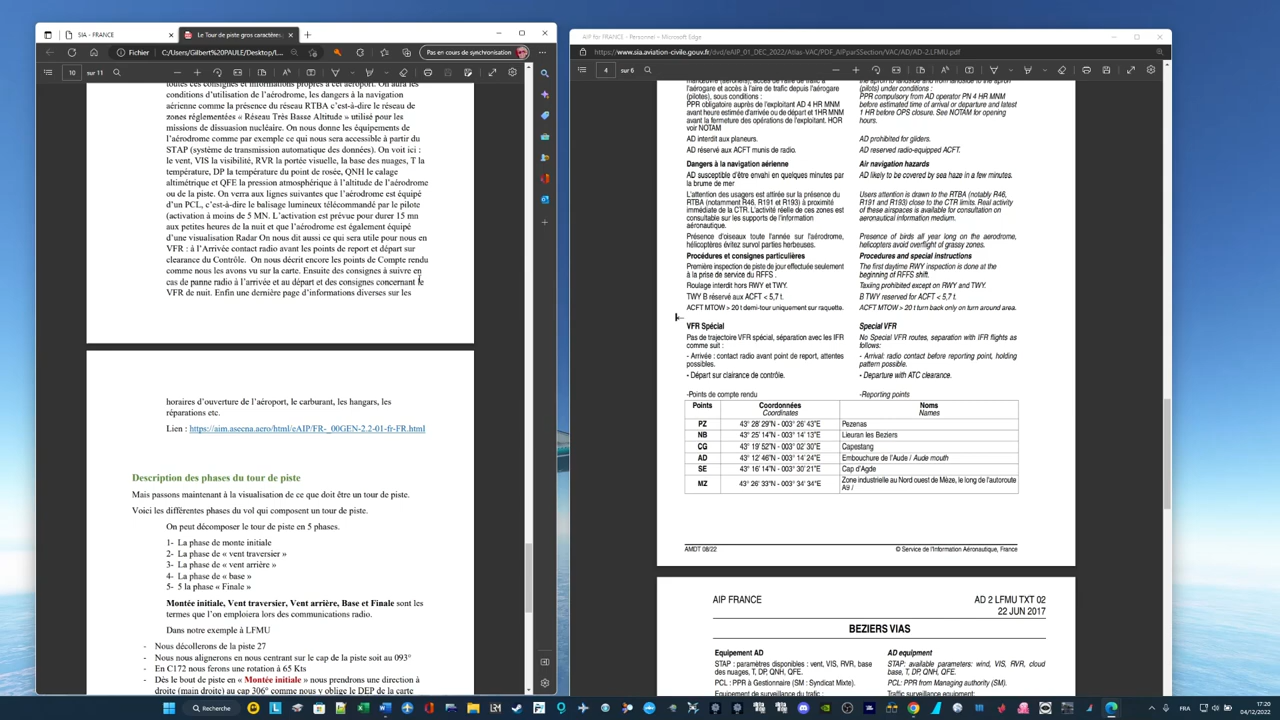 SIA - FRANCE
Le Tour de piste gros caractères
Fichier
C:/Users/Gilbert%20PAULE/Desktop/L...
Pas en cours de synchronisation
10 sur 11
toutes ces consignes et informations propres à cet aérodrome. On aura les
conditions d'utilisation de l'aérodrome, les dangers à la navigation
aérienne comme la présence du réseau RTBA c'est-à-dire le réseau de
zones réglementées « Réseau Très Basse Altitude » utilisé pour les
missions de dissuasion nucléaire. On nous donne les équipements de
l'aérodrome comme par exemple ce qui nous sera accessible à partir du
STAP (système de transmission automatique des données). On voit ici :
le vent, VIS la visibilité, RVR la portée visuelle, la base des nuages, T la
température, DP la température du point de rosée, QNH le calage
altimétrique et QFE la pression atmosphérique à l'altitude de l'aérodrome
ou de la piste. On verra aux lignes suivantes que l'aérodrome est équipé
d'un PCL, c'est-à-dire le balisage lumineux télécommandé par le pilote
(activation à moins de 5 MN. L'activation est prévue pour durer 15 mn
aux petites heures de la nuit et que l'aérodrome est également équipé
d'une visualisation Radar On nous dit aussi ce qui sera utile pour nous en
VFR : à l'Arrivée contact radio avant les points de report et départ sur
clearance du Contrôle.  On nous décrit encore les points de Compte rendu
comme nous les avons vu sur la carte. Ensuite des consignes à suivre en
cas de panne radio à l'arrivée et au départ et des consignes concernant le
VFR de nuit. Enfin une dernière page d'informations diverses sur les
horaires d'ouverture de l'aéroport, le carburant, les hangars, les
réparations etc.
Lien : https://aim.asecna.aero/html/eAIP/FR-_00GEN-2.2-01-fr-FR.html
Description des phases du tour de piste
Mais passons maintenant à la visualisation de ce que doit être un tour de piste.
Voici les différentes phases du vol qui composent un tour de piste.
On peut décomposer le tour de piste en 5 phases.
1- La phase de monte initiale
2- La phase de « vent traversier »
3- La phase de « vent arrière »
4- La phase de « base »
5- 5 la phase « Finale »
Montée initiale, Vent traversier, Vent arrière, Base et Finale sont les
termes que l'on emploiera lors des communications radio.
Dans notre exemple à LFMU
- Nous décollerons de la piste 27
- Nous nous alignerons en nous centrant sur le cap de la piste soit au 093°
- En C172 nous ferons une rotation à 65 Kts
- Dès le bout de piste en « Montée initiale » nous prendrons une direction à
droite (main droite) au cap 306° comme nous y oblige le DEP de la carte
AIP for FRANCE - Personnel – Microsoft Edge
https://www.sia.aviation-civile.gouv.fr/dvd/eAIP_01_DEC_2022/Atlas-VAC/PDF_AIPparSSection/VAC/AD/AD-2.LFMU.pdf
4 sur 6
manœuvre (aéronefs), accès de l'aire de trafic à
l'aérogare et accès à l'aire de trafic depuis l'aérogare
(pilotes), sous conditions :
PPR obligatoire auprès de l'exploitant AD 4 HR MNM
avant heure estimée d'arrivée ou de départ et 1HR MNM
avant la fermeture des opérations de l'exploitant. HOR
voir NOTAM
AD interdit aux planeurs.
AD réservé aux ACFT munis de radio.
Dangers à la navigation aérienne
AD susceptible d'être envahi en quelques minutes par
la brume de mer
L'attention des usagers est attirée sur la présence du
RTBA (notamment R46, R191 et R193) à proximité
immédiate de la CTR. L'activité réelle de ces zones est
consultable sur les supports de l'information
aéronautique.
Présence d'oiseaux toute l'année sur l'aérodrome,
hélicoptères évitez survol parties herbeuses.
Procédures et consignes particulières
Première inspection de piste de jour effectuée seulement
à la prise de service du RFFS .
Roulage interdit hors RWY et TWY.
TWY B réservé aux ACFT < 5,7 t.
ACFT MTOW > 20 t demi-tour uniquement sur raquette.
VFR Spécial
Pas de trajectoire VFR spécial, séparation avec les IFR
comme suit :
- Arrivée : contact radio avant point de report, attentes
possibles.
- Départ sur clairance de contrôle.
the apron to landside and from landside to the apron
(pilots) under conditions :
PPR compulsory from AD operator PN 4 HR MNM
before estimated time of arrival or departure and latest
1 HR before OPS closure. See NOTAM for opening
hours.
AD prohibited for gliders.
AD reserved radio-equipped ACFT.
Air navigation hazards
AD likely to be covered by sea haze in a few minutes.
Users attention is drawn to the RTBA (notably R46,
R191 and R193) close to the CTR limits. Real activity
of these airspaces is available for consultation on
aeronautical information medium.
Presence of birds all year long on the aerodrome,
helicopters avoid overflight of grassy zones.
Procedures and special instructions
The first daytime RWY inspection is done at the
beginning of RFFS shift.
Taxiing prohibited except on RWY and TWY.
B TWY reserved for ACFT < 5,7 t.
ACFT MTOW > 20 t turn back only on turn around area.
Special VFR
No Special VFR routes, separation with IFR flights as
follows:
- Arrival: radio contact before reporting point, holding
pattern possible.
- Departure with ATC clearance.
-Points de compte rendu -Reporting points
Points Coordonnées Coordinates Noms Names
PZ 43° 28' 29"N - 003° 26' 43"E Pezenas
NB 43° 25' 14"N - 003° 14' 13"E Lieuran les Beziers
CG 43° 19' 52"N - 003° 02' 30"E Capestang
AD 43° 12' 46"N - 003° 14' 24"E Embouchure de l'Aude / Aude mouth
SE 43° 16' 14"N - 003° 30' 21"E Cap d'Agde
MZ 43° 26' 33"N - 003° 34' 34"E Zone industrielle au Nord ouest de Mèze, le long de l'autoroute
A9 /
AMDT 08/22 © Service de l'Information Aéronautique, France
AIP FRANCE AD 2 LFMU TXT 02
22 JUN 2017
BEZIERS VIAS
Equipement AD
STAP : paramètres disponibles : vent, VIS, RVR, base
des nuages, T, DP, QNH, QFE.
PCL : PPR à Gestionnaire (SM : Syndicat Mixte).
Equipement de surveillance du trafic :
AD equipment
STAP: available parameters: wind, VIS, RVR, cloud
base, T, DP, QNH, QFE.
PCL: PPR from Managing authority (SM).
Traffic surveillance equipment:
Recherche
FR
17:20
04/12/2022